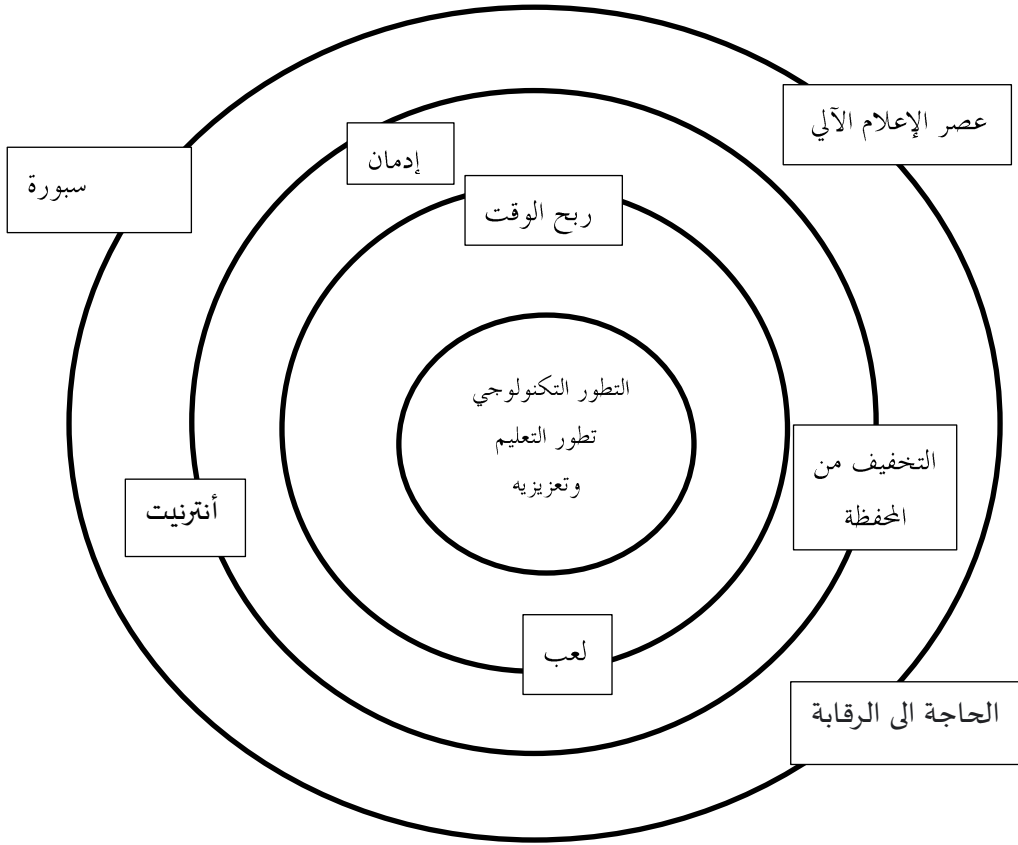 عصر الإعلام الآلي
إدمان
سبورة
ربح الوقت
التطور التكنولوجي
تطور التعليم
وتعزيزيه
التخفيف من
المحفظة
أنترنيت
لعب
الحاجة الى الرقابة